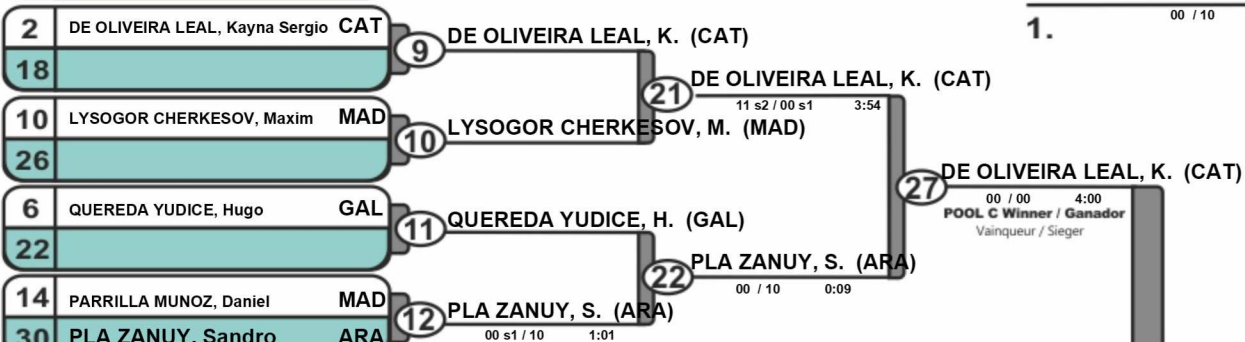 2 DE OLIVEIRA LEAL, Kayna Sergio CAT
18
10 LYSOGOR CHERKESOV, Maxim MAD
26
6 QUEREDA YUDICE, Hugo GAL
22
14 PARRILLA MUNOZ, Daniel MAD
30 PLA ZANUY, Sandro ARA
9 DE OLIVEIRA LEAL, K. (CAT)
10 LYSOGOR CHERKESOV, M. (MAD)
11 QUEREDA YUDICE, H. (GAL)
12 PLA ZANUY, S. (ARA)
00 s1 / 10 1:01
21 DE OLIVEIRA LEAL, K. (CAT)
11 s2 / 00 s1 3:54
22 PLA ZANUY, S. (ARA)
00 / 10 0:09
27 DE OLIVEIRA LEAL, K. (CAT)
00 / 00 4:00
POOL C Winner / Ganador
Vainqueur / Sieger
00 / 10
1.